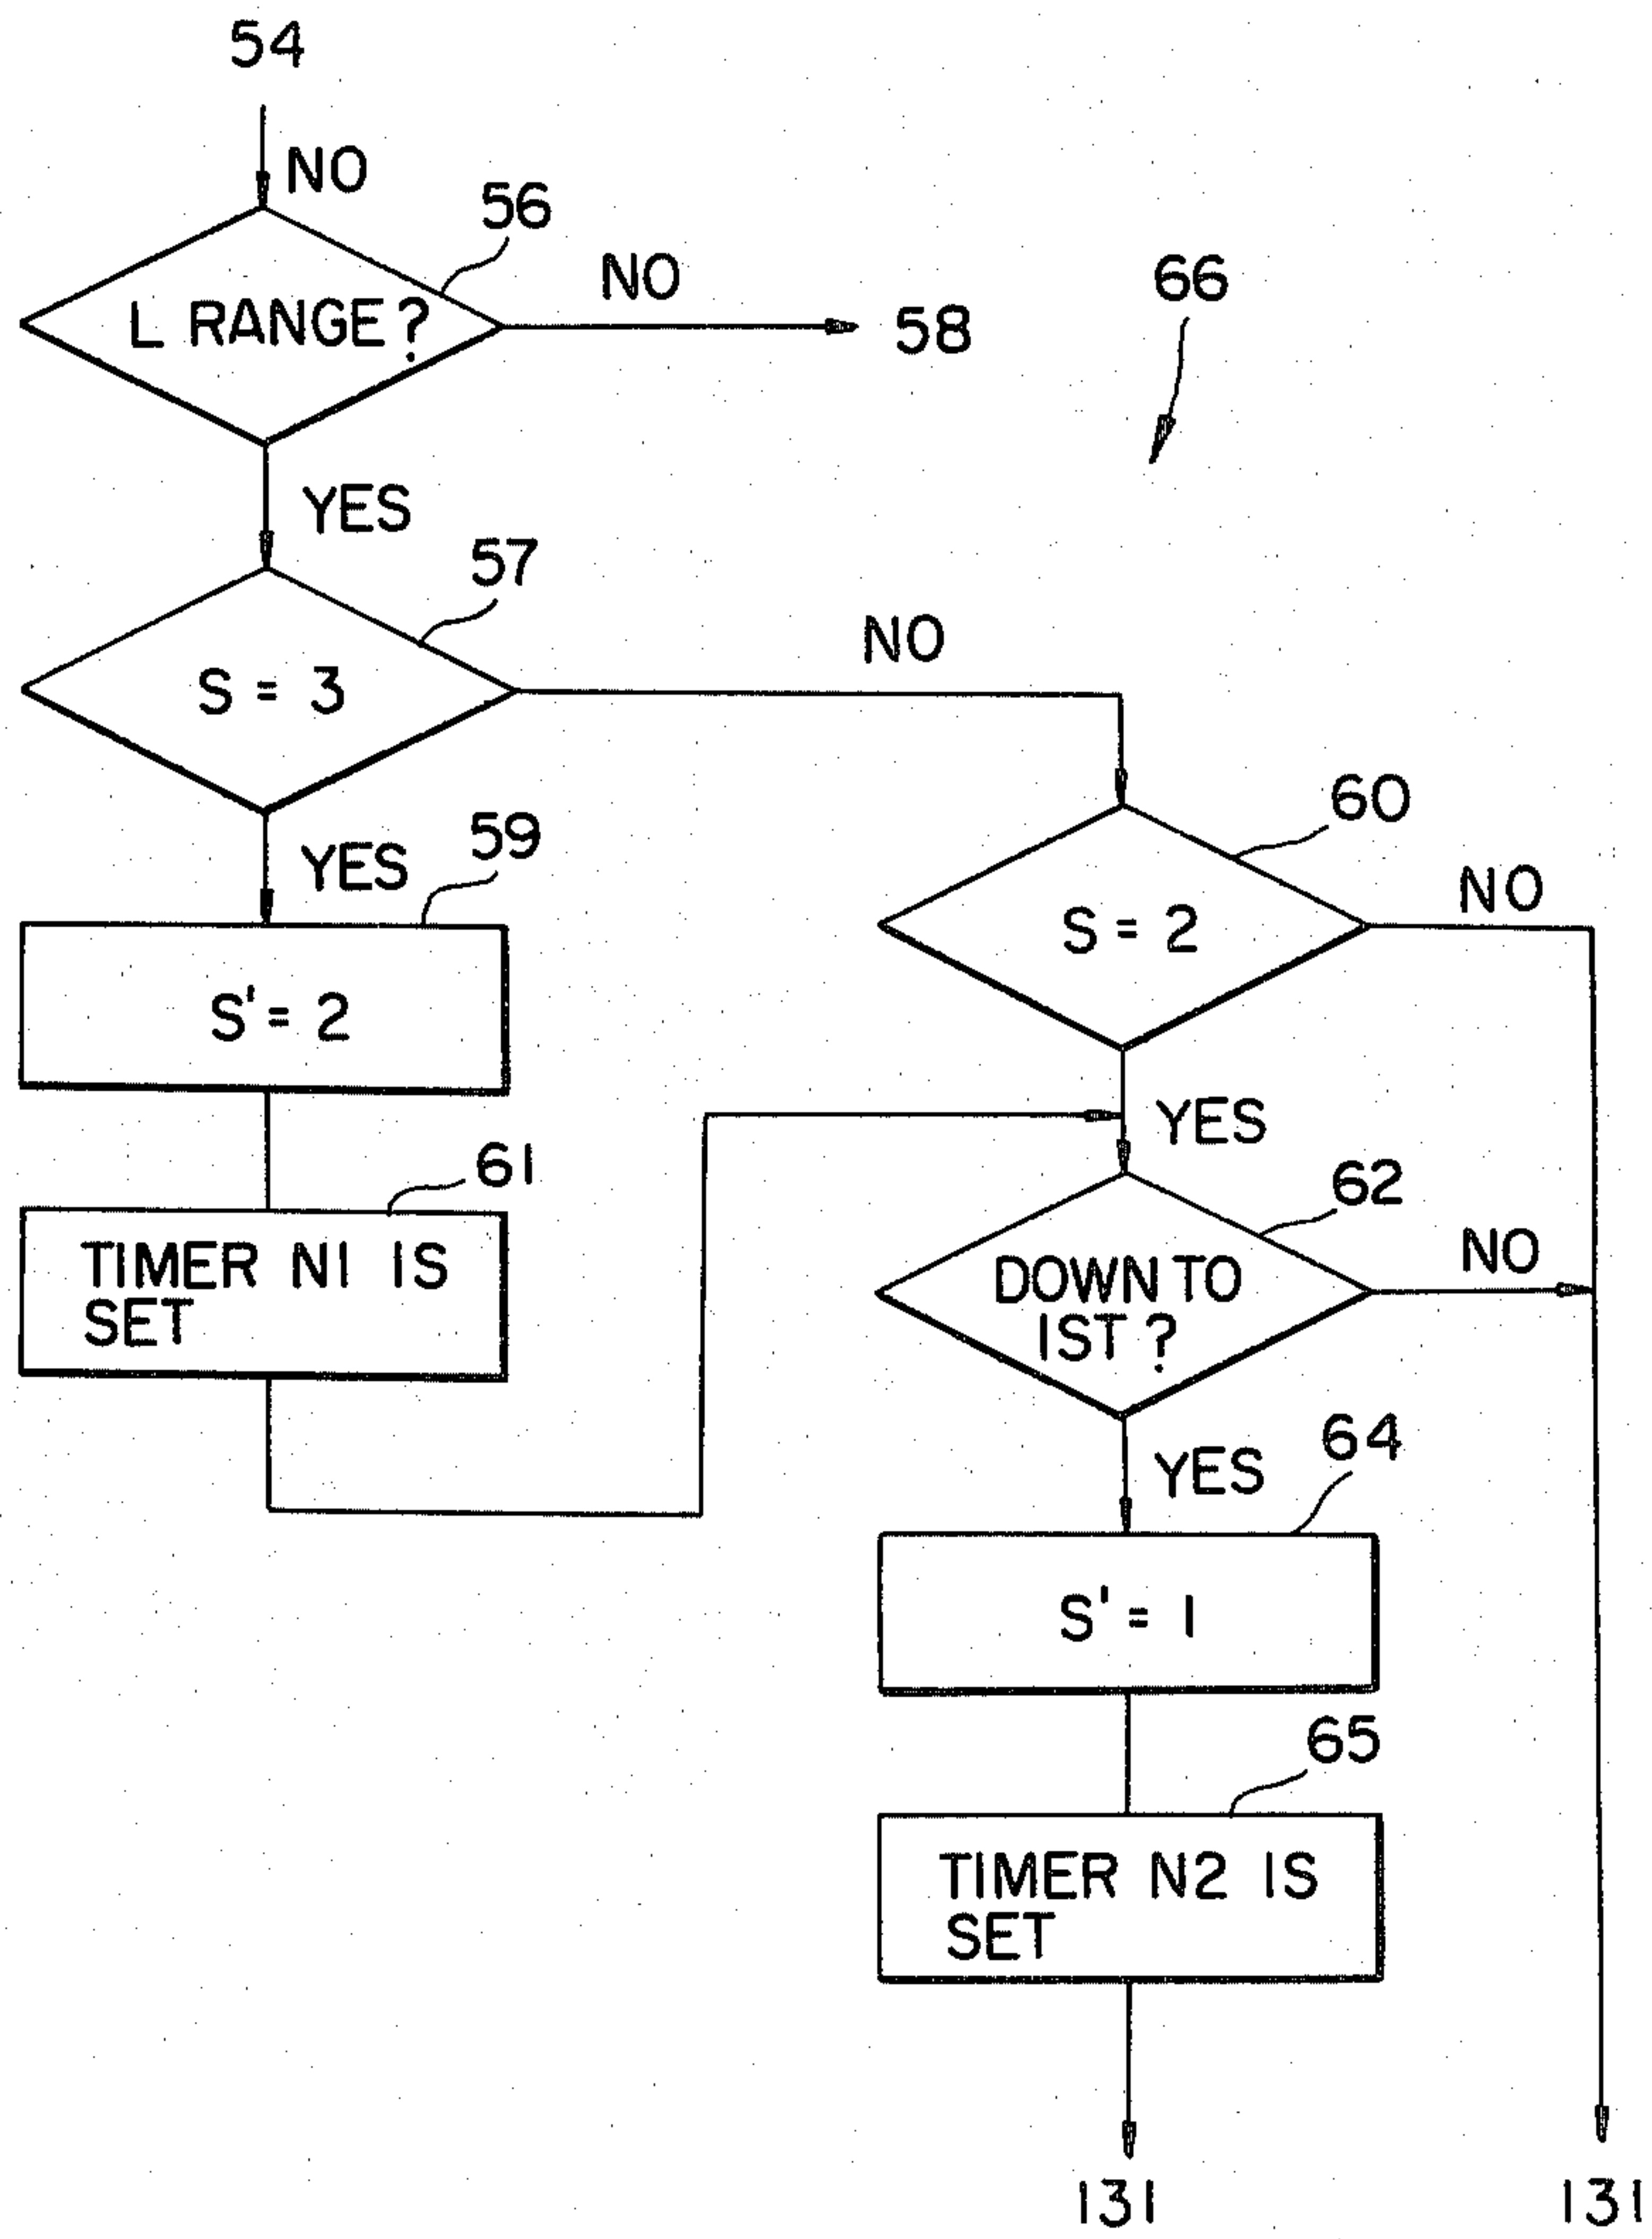 54
NO
56
L RANGE?
NO
58
66
YES
57
S = 3
NO
YES
59
S' = 2
60
S = 2
NO
YES
61
TIMER N1 IS
SET
62
DOWN TO
1ST ?
NO
YES
64
S' = 1
65
TIMER N2 IS
SET
131
131